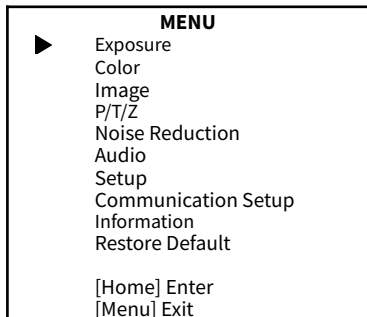 MENU
Exposure
Color
Image
P/T/Z
Noise Reduction
Audio
Setup
Communication Setup
Information
Restore Default
[Home] Enter
[Menu] Exit